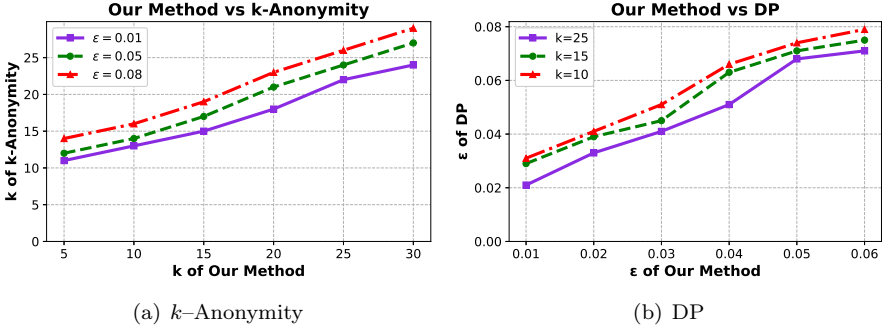 Our Method vs k-Anonymity
ε = 0.01
ε = 0.05
ε = 0.08
k of k-Anonymity
25
20
15
10
5
0
5 10 15 20 25 30
k of Our Method
(a) k–Anonymity
Our Method vs DP
k=25
k=15
k=10
ε of DP
0.08
0.06
0.04
0.02
0.00
0.01 0.02 0.03 0.04 0.05 0.06
ε of Our Method
(b) DP